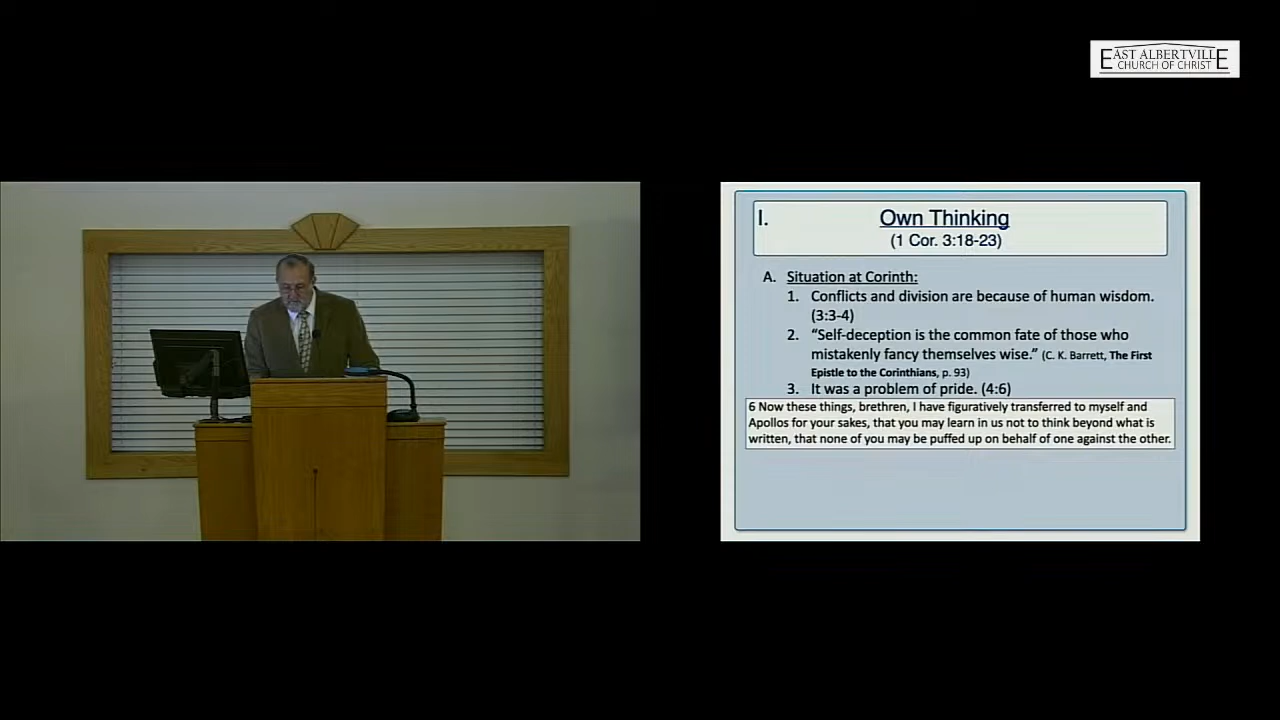 EAST ALBERTVILLE
CHURCH OF CHRIST
I. Own Thinking
(1 Cor. 3:18-23)
A. Situation at Corinth:
1. Conflicts and division are because of human wisdom.
(3:3-4)
2. “Self-deception is the common fate of those who
mistakenly fancy themselves wise.” (C. K. Barrett, The First
Epistle to the Corinthians, p. 93)
3. It was a problem of pride. (4:6)
6 Now these things, brethren, I have figuratively transferred to myself and
Apollos for your sakes, that you may learn in us not to think beyond what is
written, that none of you may be puffed up on behalf of one against the other.